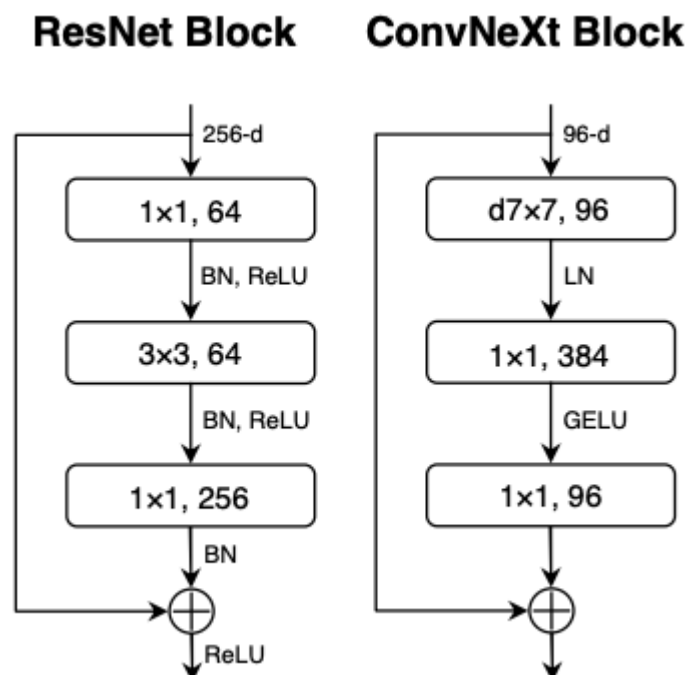 ResNet Block
256-d
1×1, 64
BN, ReLU
3×3, 64
BN, ReLU
1×1, 256
BN
ReLU
ConvNeXt Block
96-d
d7×7, 96
LN
1×1, 384
GELU
1×1, 96